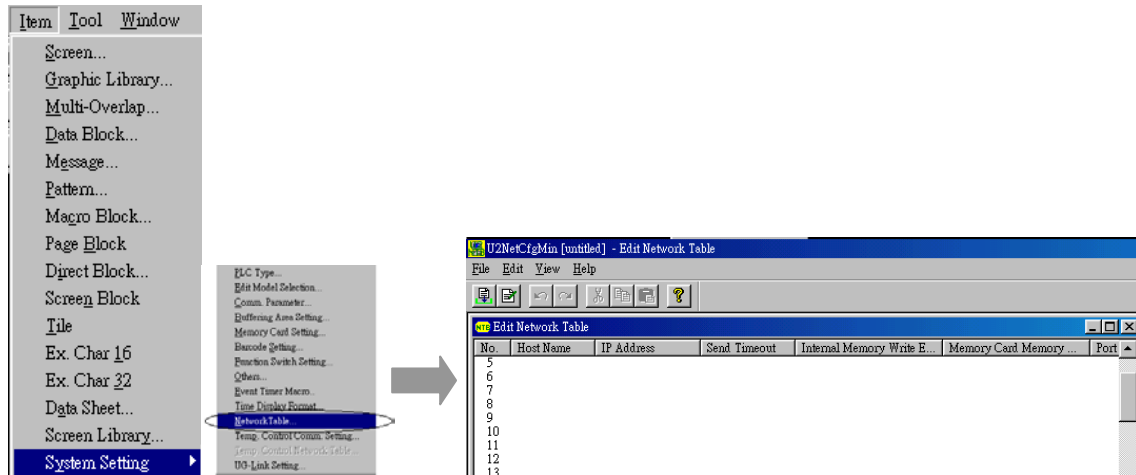 Item Tool Window
Screen...
Graphic Library...
Multi-Overlap...
Data Block...
Message...
Pattern...
Macro Block...
Page Block
Direct Block...
Screen Block
Tile
Ex. Char 16
Ex. Char 32
Data Sheet...
Screen Library...
System Setting
PLC Type...
Edit Model Selection...
Comm. Parameter...
Buffering Area Setting...
Memory Card Setting...
Barcode Setting...
Function Switch Setting...
Others...
Event Timer Macro..
Time Display Format...
Network Table...
Temp. Control Comm. Setting...
Temp. Control Network Table...
UG-Link Setting...
U2NetCfgMin [untitled] - Edit Network Table
File Edit View Help
NTB Edit Network Table
No. Host Name IP Address Send Timeout Internal Memory Write E... Memory Card Memory ... Port
5
6
7
8
9
10
11
12
13